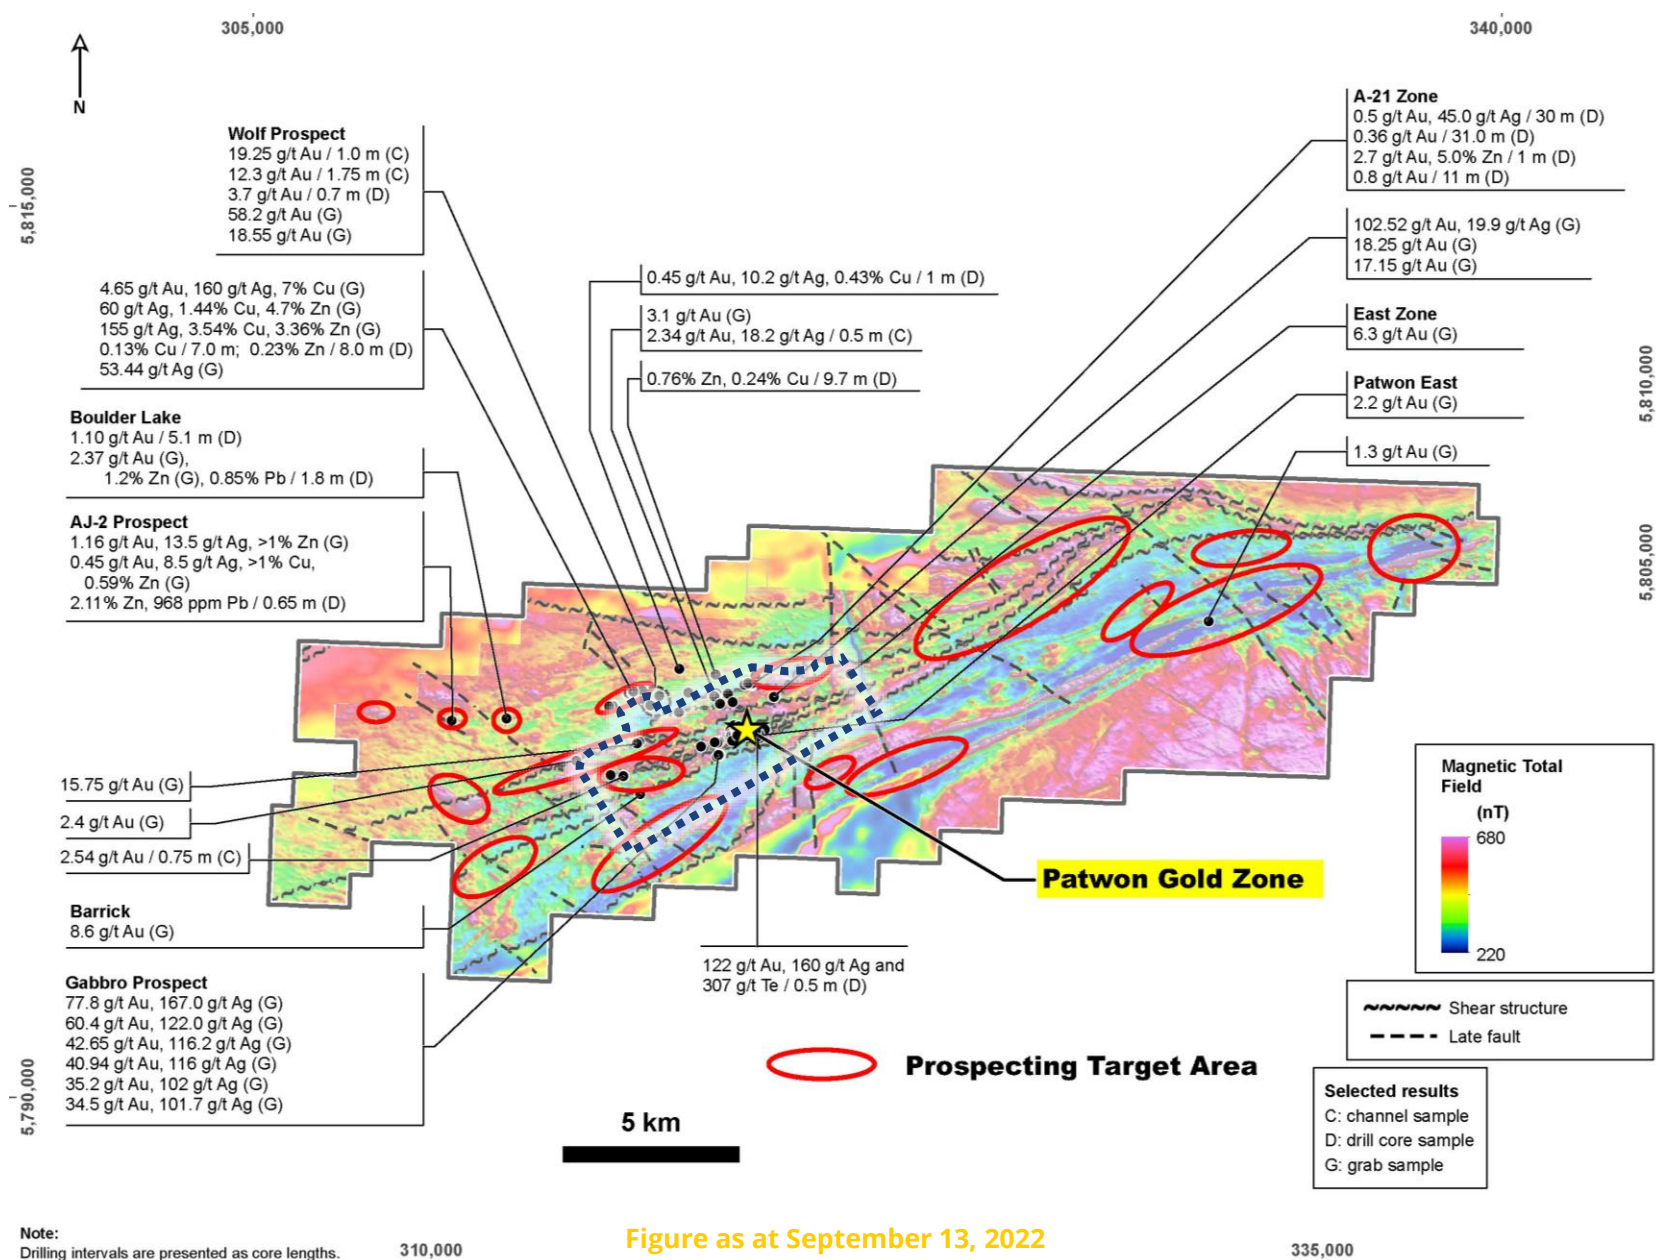 305,000
340,000
N
5,815,000
5,810,000
5,805,000
5,790,000
Wolf Prospect
19.25 g/t Au / 1.0 m (C)
12.3 g/t Au / 1.75 m (C)
3.7 g/t Au / 0.7 m (D)
58.2 g/t Au (G)
18.55 g/t Au (G)
4.65 g/t Au, 160 g/t Ag, 7% Cu (G)
60 g/t Ag, 1.44% Cu, 4.7% Zn (G)
155 g/t Ag, 3.54% Cu, 3.36% Zn (G)
0.13% Cu / 7.0 m; 0.23% Zn / 8.0 m (D)
53.44 g/t Ag (G)
Boulder Lake
1.10 g/t Au / 5.1 m (D)
2.37 g/t Au (G),
1.2% Zn (G), 0.85% Pb / 1.8 m (D)
AJ-2 Prospect
1.16 g/t Au, 13.5 g/t Ag, >1% Zn (G)
0.45 g/t Au, 8.5 g/t Ag, >1% Cu,
0.59% Zn (G)
2.11% Zn, 968 ppm Pb / 0.65 m (D)
0.45 g/t Au, 10.2 g/t Ag, 0.43% Cu / 1 m (D)
3.1 g/t Au (G)
2.34 g/t Au, 18.2 g/t Ag / 0.5 m (C)
0.76% Zn, 0.24% Cu / 9.7 m (D)
A-21 Zone
0.5 g/t Au, 45.0 g/t Ag / 30 m (D)
0.36 g/t Au / 31.0 m (D)
2.7 g/t Au, 5.0% Zn / 1 m (D)
0.8 g/t Au / 11 m (D)
102.52 g/t Au, 19.9 g/t Ag (G)
18.25 g/t Au (G)
17.15 g/t Au (G)
East Zone
6.3 g/t Au (G)
Patwon East
2.2 g/t Au (G)
1.3 g/t Au (G)
15.75 g/t Au (G)
2.4 g/t Au (G)
2.54 g/t Au / 0.75 m (C)
Barrick
8.6 g/t Au (G)
Gabbro Prospect
77.8 g/t Au, 167.0 g/t Ag (G)
60.4 g/t Au, 122.0 g/t Ag (G)
42.65 g/t Au, 116.2 g/t Ag (G)
40.94 g/t Au, 116 g/t Ag (G)
35.2 g/t Au, 102 g/t Ag (G)
34.5 g/t Au, 101.7 g/t Ag (G)
Patwon Gold Zone
122 g/t Au, 160 g/t Ag and
307 g/t Te / 0.5 m (D)
Magnetic Total
Field
(nT)
680
220
Shear structure
Late fault
Prospecting Target Area
5 km
Selected results
C: channel sample
D: drill core sample
G: grab sample
Note:
Drilling intervals are presented as core lengths.
310,000
Figure as at September 13, 2022
335,000